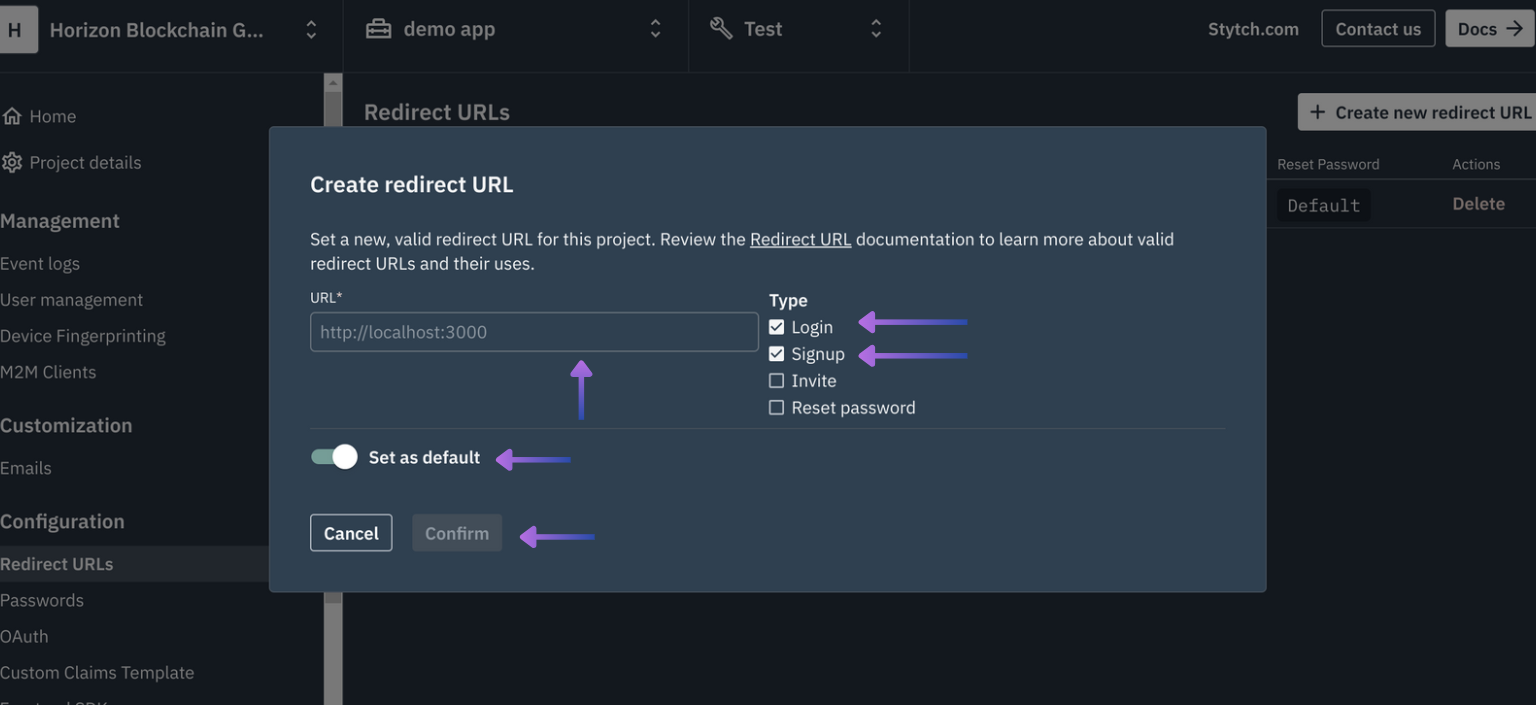 H
Horizon Blockchain G...
demo app
Test
Stytch.com
Contact us
Docs
Home
Project details
Management
Event logs
User management
Device Fingerprinting
M2M Clients
Customization
Emails
Configuration
Redirect URLs
Passwords
OAuth
Custom Claims Template
Redirect URLs
+ Create new redirect URL
Reset Password
Actions
Default
Delete
Create redirect URL
Set a new, valid redirect URL for this project. Review the Redirect URL documentation to learn more about valid
redirect URLs and their uses.
URL*
http://localhost:3000
Type
Login
Signup
Invite
Reset password
Set as default
Cancel
Confirm